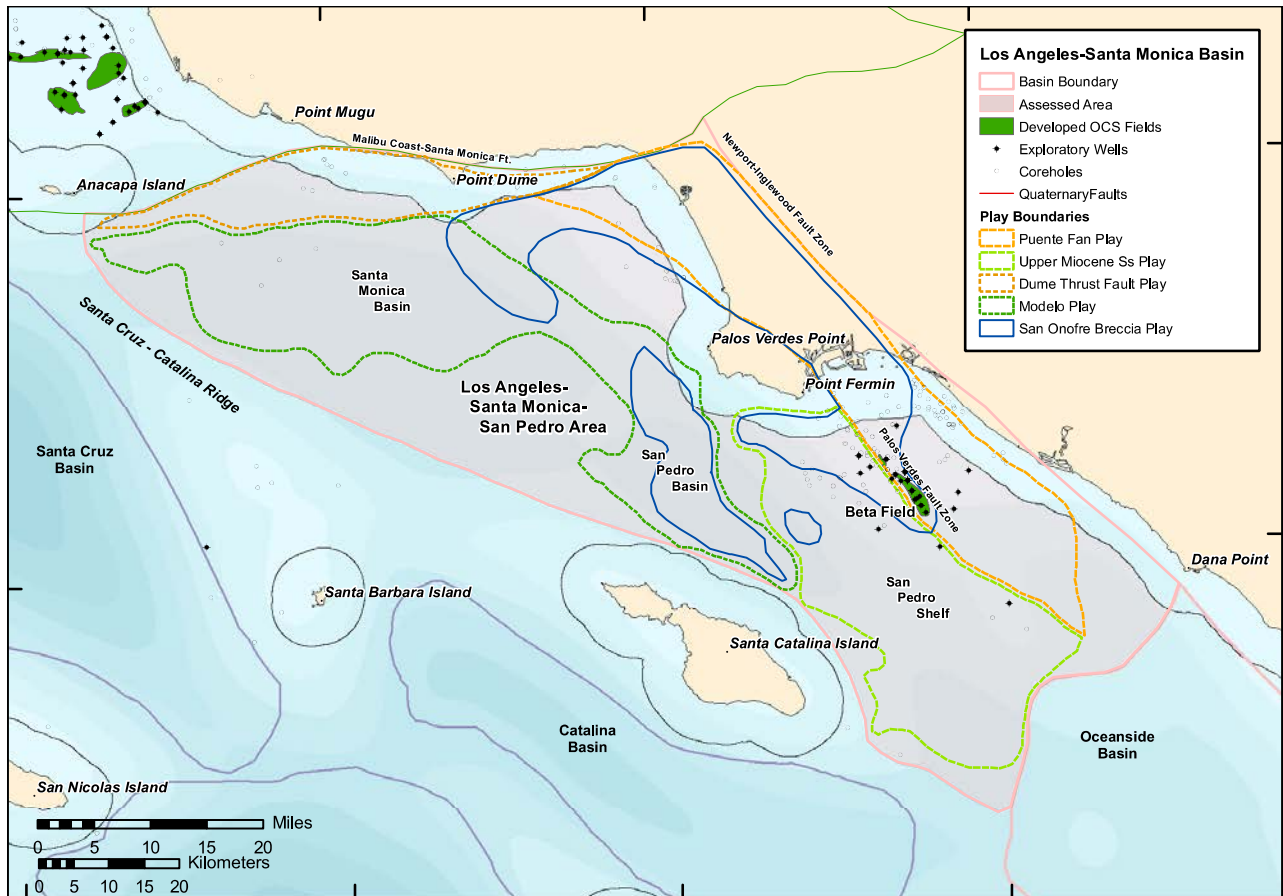 Los Angeles-Santa Monica Basin
Basin Boundary
Assessed Area
Developed OCS Fields
Exploratory Wells
Coreholes
QuaternaryFaults
Play Boundaries
Puente Fan Play
Upper Miocene Ss Play
Dume Thrust Fault Play
Modelo Play
San Onofre Breccia Play
Point Mugu
Malibu Coast-Santa Monica Ft.
Newport-Inglewood Fault Zone
Anacapa Island
Point Dume
Santa
Monica
Basin
Santa Cruz - Catalina Ridge
Palos Verdes Point
Point Fermin
Los Angeles-
Santa Monica-
San Pedro Area
Santa Cruz
Basin
San
Pedro
Basin
Palos Verdes Fault Zone
Beta Field
Dana Point
Santa Barbara Island
San
Pedro
Shelf
Santa Catalina Island
Catalina
Basin
Oceanside
Basin
San Nicolas Island
Miles
0 5 10 15 20
Kilometers
0 5 10 15 20